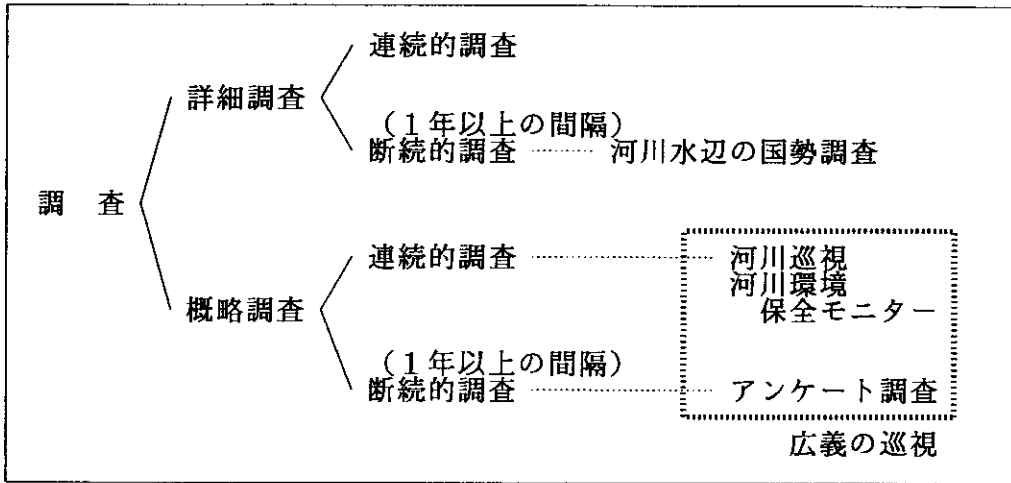 連続的調査
詳細調査
（１年以上の間隔）
断続的調査 河川水辺の国勢調査
調　査
連続的調査 河川巡視
河川環境
概略調査 保全モニター
（１年以上の間隔）
断続的調査 アンケート調査
広義の巡視